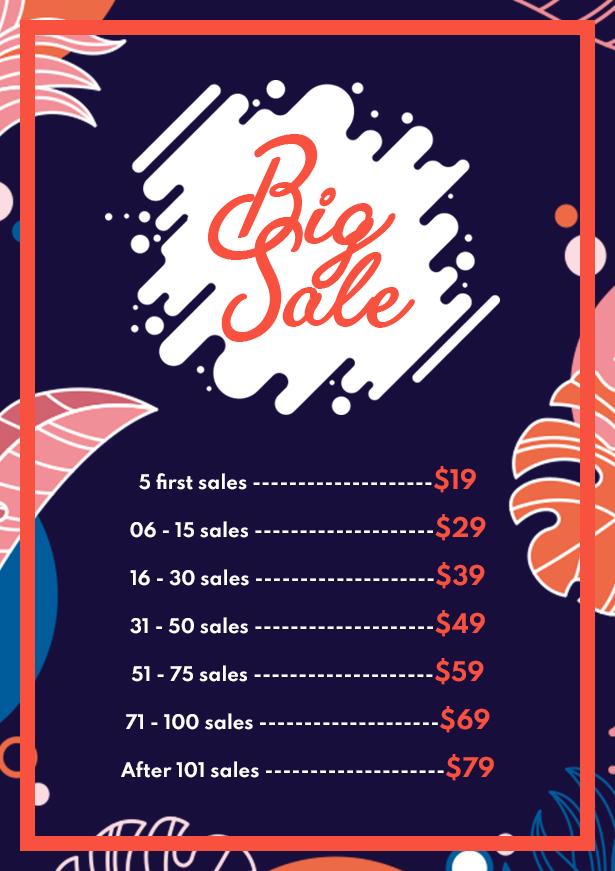 Big
Sale
5 first sales --------------------$19
06 - 15 sales --------------------$29
16 - 30 sales --------------------$39
31 - 50 sales --------------------$49
51 - 75 sales --------------------$59
71 - 100 sales --------------------$69
After 101 sales --------------------$79